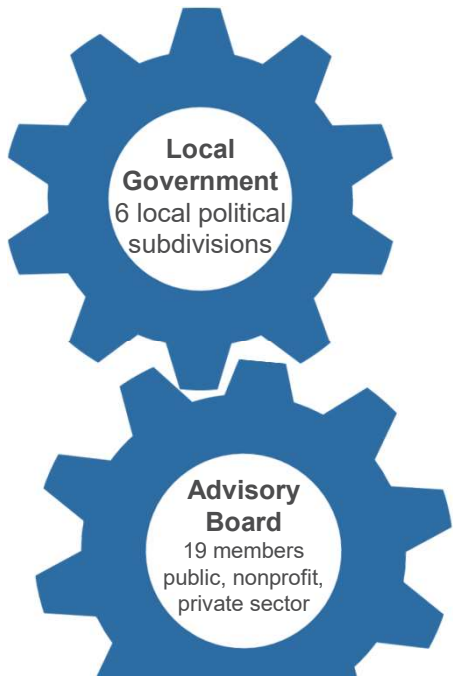 Local
Government
6 local political
subdivisions
Advisory
Board
19 members
public, nonprofit,
private sector